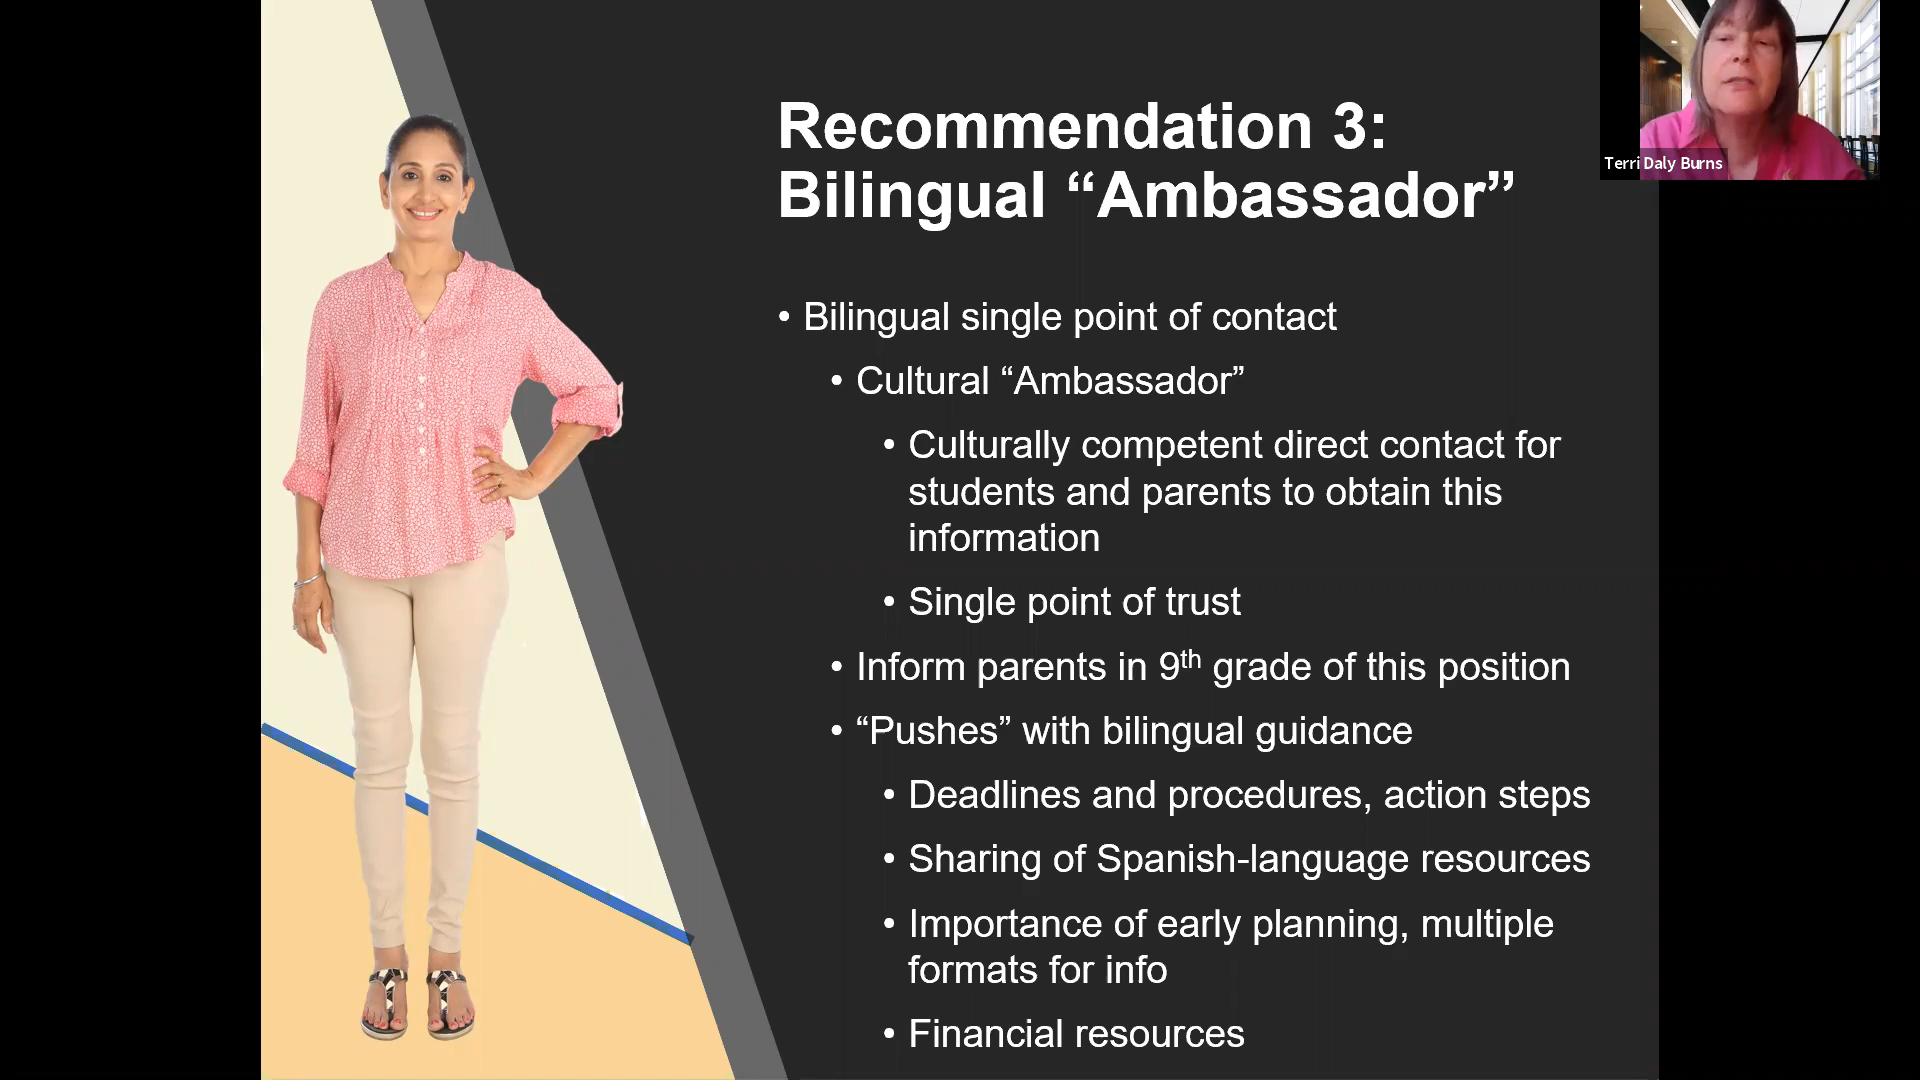 Recommendation 3:
Bilingual “Ambassador”
Terri Daly Burns
• Bilingual single point of contact
• Cultural “Ambassador”
• Culturally competent direct contact for
students and parents to obtain this
information
• Single point of trust
• Inform parents in 9th grade of this position
• “Pushes” with bilingual guidance
• Deadlines and procedures, action steps
• Sharing of Spanish-language resources
• Importance of early planning, multiple
formats for info
• Financial resources